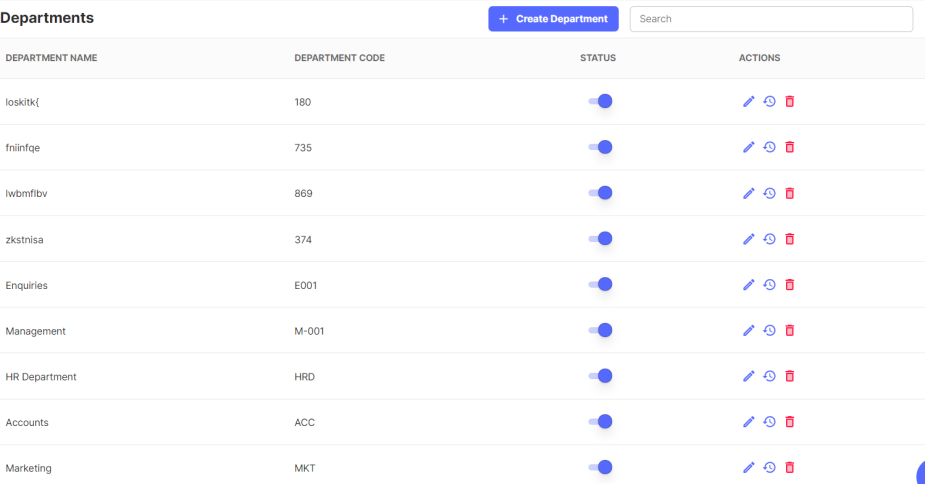 Departments
+ Create Department
Search
DEPARTMENT NAME DEPARTMENT CODE STATUS ACTIONS
loskitk{ 180
fniinfqe 735
lwbmflbv 869
zkstnisa 374
Enquiries E001
Management M-001
HR Department HRD
Accounts ACC
Marketing MKT